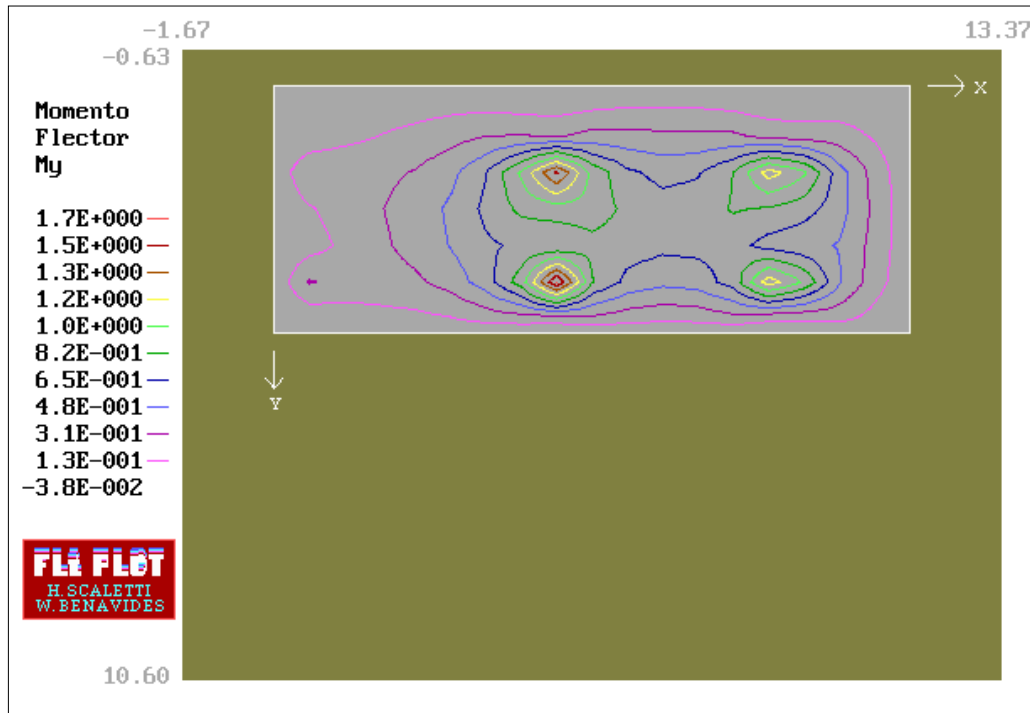 -1.67
13.37
-0.63
X
Momento
Flector
My
1.7E+000
1.5E+000
1.3E+000
1.2E+000
1.0E+000
8.2E-001
6.5E-001
4.8E-001
3.1E-001
1.3E-001
-3.8E-002
Y
H.SCALETTI
W.BENAVIDES
10.60